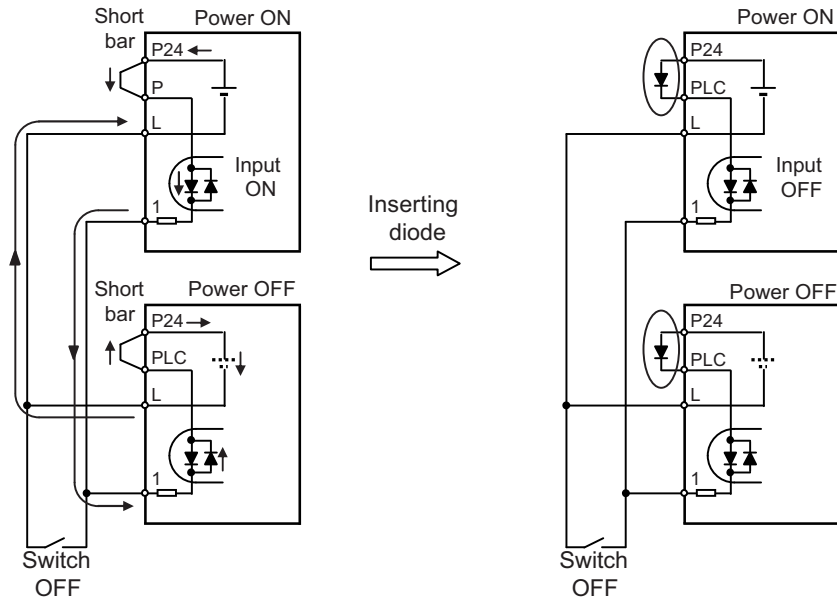 Short
bar
Power ON
P24
P
L
Input
ON
1
Short
bar
Power OFF
P24
PLC
L
1
Switch
OFF
Inserting
diode
Power ON
P24
PLC
L
Input
OFF
1
Power OFF
P24
PLC
L
1
Switch
OFF